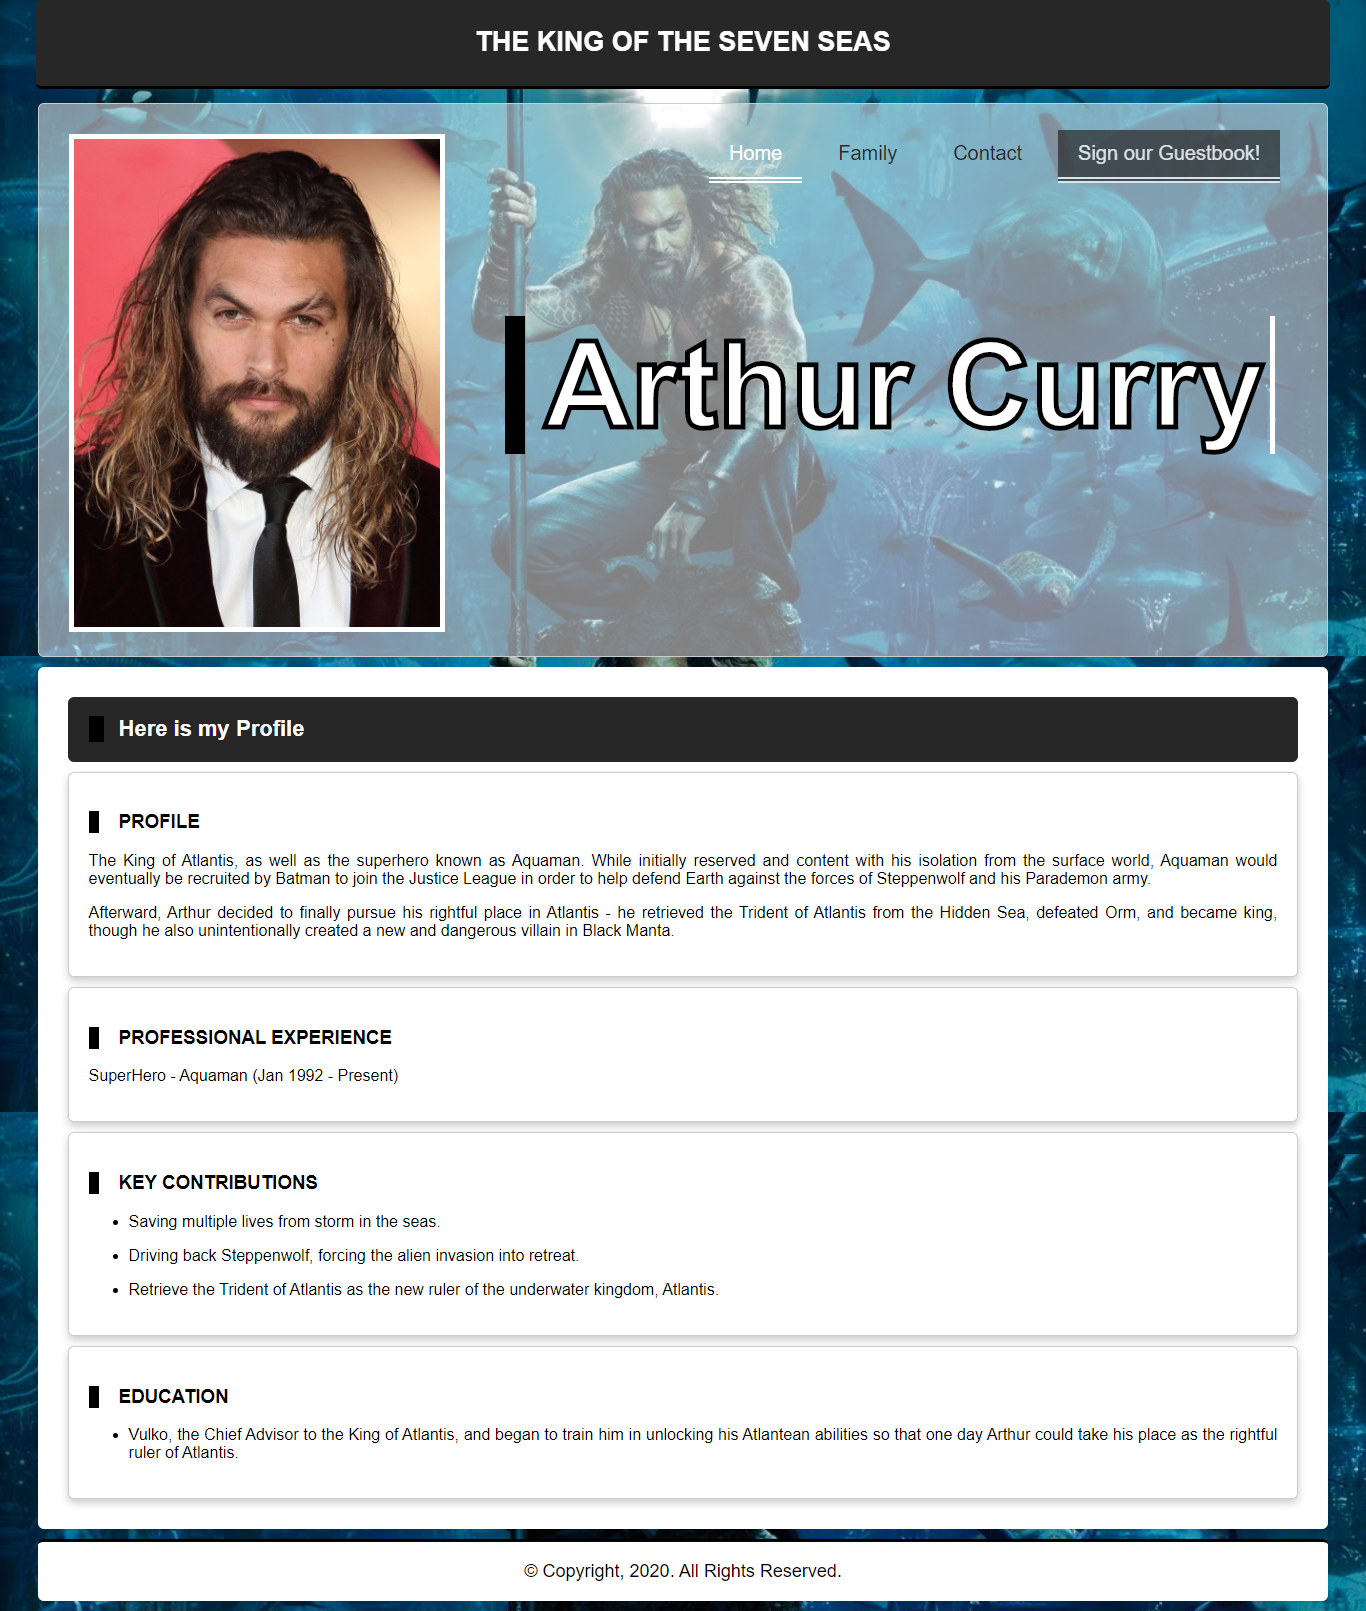 THE KING OF THE SEVEN SEAS
Home Family Contact Sign our Guestbook!
Arthur Curry
Here is my Profile
PROFILE
The King of Atlantis, as well as the superhero known as Aquaman. While initially reserved and content with his isolation from the surface world, Aquaman would
eventually be recruited by Batman to join the Justice League in order to help defend Earth against the forces of Steppenwolf and his Parademon army.
Afterward, Arthur decided to finally pursue his rightful place in Atlantis - he retrieved the Trident of Atlantis from the Hidden Sea, defeated Orm, and became king,
though he also unintentionally created a new and dangerous villain in Black Manta.
PROFESSIONAL EXPERIENCE
SuperHero - Aquaman (Jan 1992 - Present)
KEY CONTRIBUTIONS
• Saving multiple lives from storm in the seas.
• Driving back Steppenwolf, forcing the alien invasion into retreat.
• Retrieve the Trident of Atlantis as the new ruler of the underwater kingdom, Atlantis.
EDUCATION
• Vulko, the Chief Advisor to the King of Atlantis, and began to train him in unlocking his Atlantean abilities so that one day Arthur could take his place as the rightful
ruler of Atlantis.
© Copyright, 2020. All Rights Reserved.